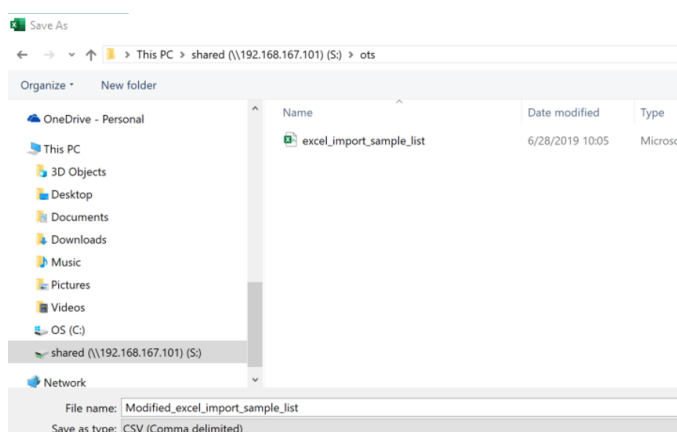 Save As
This PC > shared (\\192.168.167.101) (S:) > ots
Organize
New folder
Name
Date modified
Type
OneDrive - Personal
This PC
3D Objects
Desktop
Documents
Downloads
Music
Pictures
Videos
OS (C:)
shared (\\192.168.167.101) (S:)
Network
excel_import_sample_list
6/28/2019 10:05
Microso
File name: Modified_excel_import_sample_list
Save as type: CSV (Comma delimited)